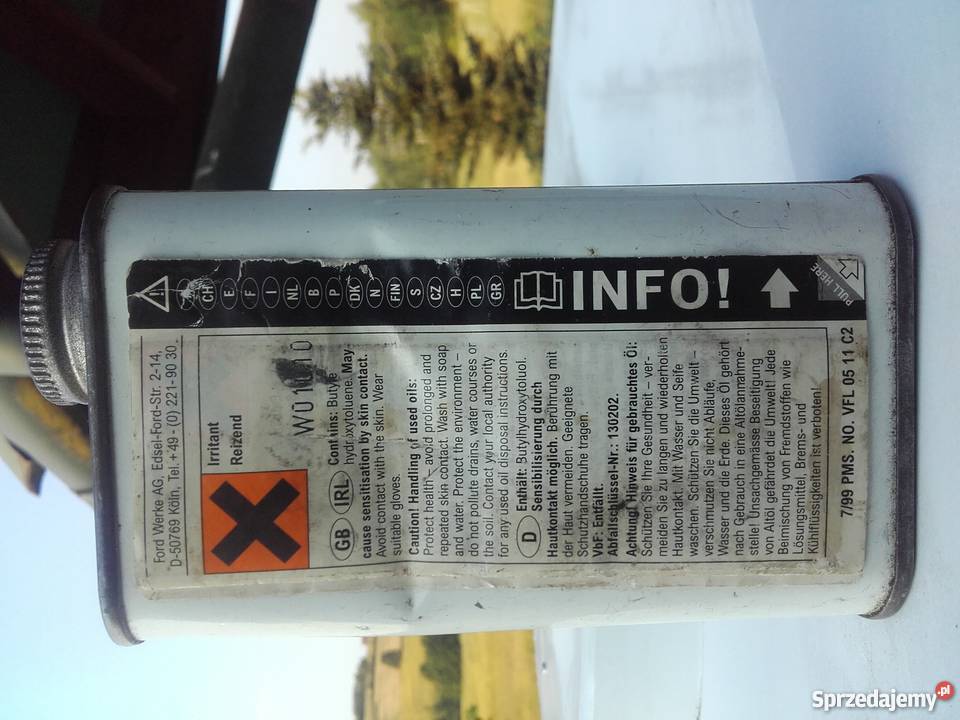 Ford Werke AG, Edsel-Ford-Str. 2-14,
D-50769 Köln, Tel.+49 - (0) 221-90 30
Irritant
Reizend
W011010
GB IRL Contains: Butyle
hydroxytoluene. May
cause sensitisation by skin contact.
Avoid contact with the skin. Wear
suitable gloves.
Caution! Handling of used oils:
Protect health – avoid prolonged and
repeated skin contact. Wash with soap
and water. Protect the environment –
do not pollute drains, water courses or
the soil. Contact your local authority
for any used oil disposal instructions.
D Enthält: Butylhydroxytoluol.
Sensibilisierung durch
Hautkontakt möglich. Berührung mit
der Haut vermeiden. Geeignete
Schutzhandschuhe tragen.
VbF: Entfällt.
Abfallschlüssel-Nr.: 130202.
Achtung! Hinweis für gebrauchtes Öl:
Schützen Sie Ihre Gesundheit – ver-
meiden Sie zu langen und wiederholten
Hautkontakt. Mit Wasser und Seife
waschen. Schützen Sie die Umwelt –
verschmutzen Sie nicht Abläufe,
Wasser und die Erde. Dieses Öl gehört
nach Gebrauch in eine Altölannahme-
stelle! Unsachgemässe Beseitigung
von Altöl gefährdet die Umwelt! Jede
Beimischung von Fremdstoffen wie
Lösungsmittel, Brems- und
Kühlflüssigkeiten ist verboten!
7/99 PMS. NO. VFL 05 11 C2
CH E F I NL B P DK N FIN S CZ H PL GR
INFO!
PULL HERE
Sprzedajemy.pl